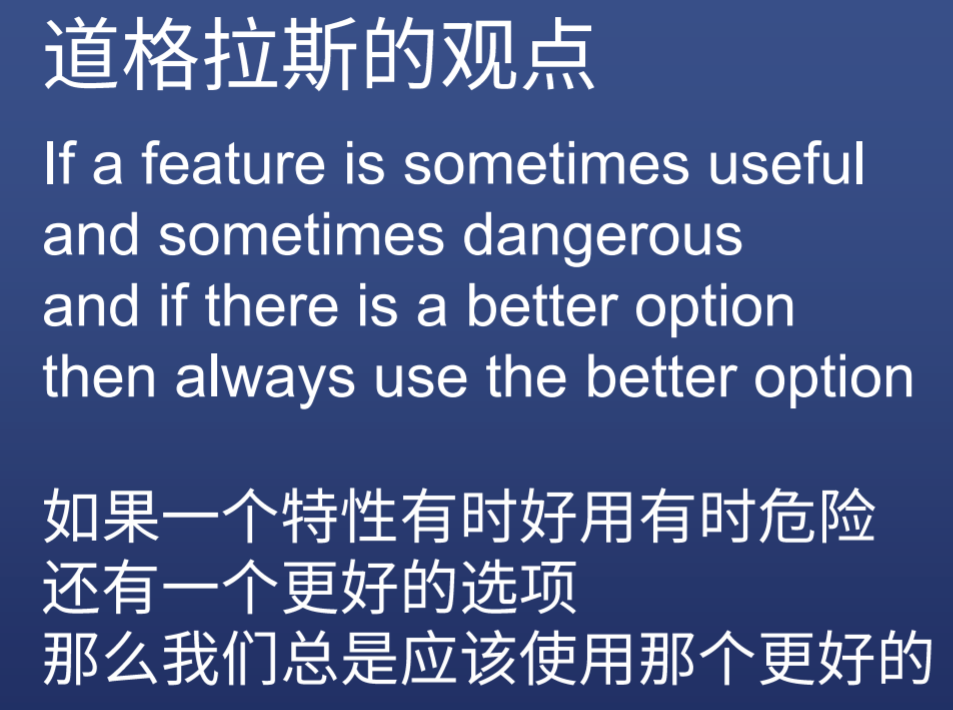 道格拉斯的观点
If a feature is sometimes useful
and sometimes dangerous
and if there is a better option
then always use the better option
如果一个特性有时好用有时危险
还有一个更好的选项
那么我们总是应该使用那个更好的